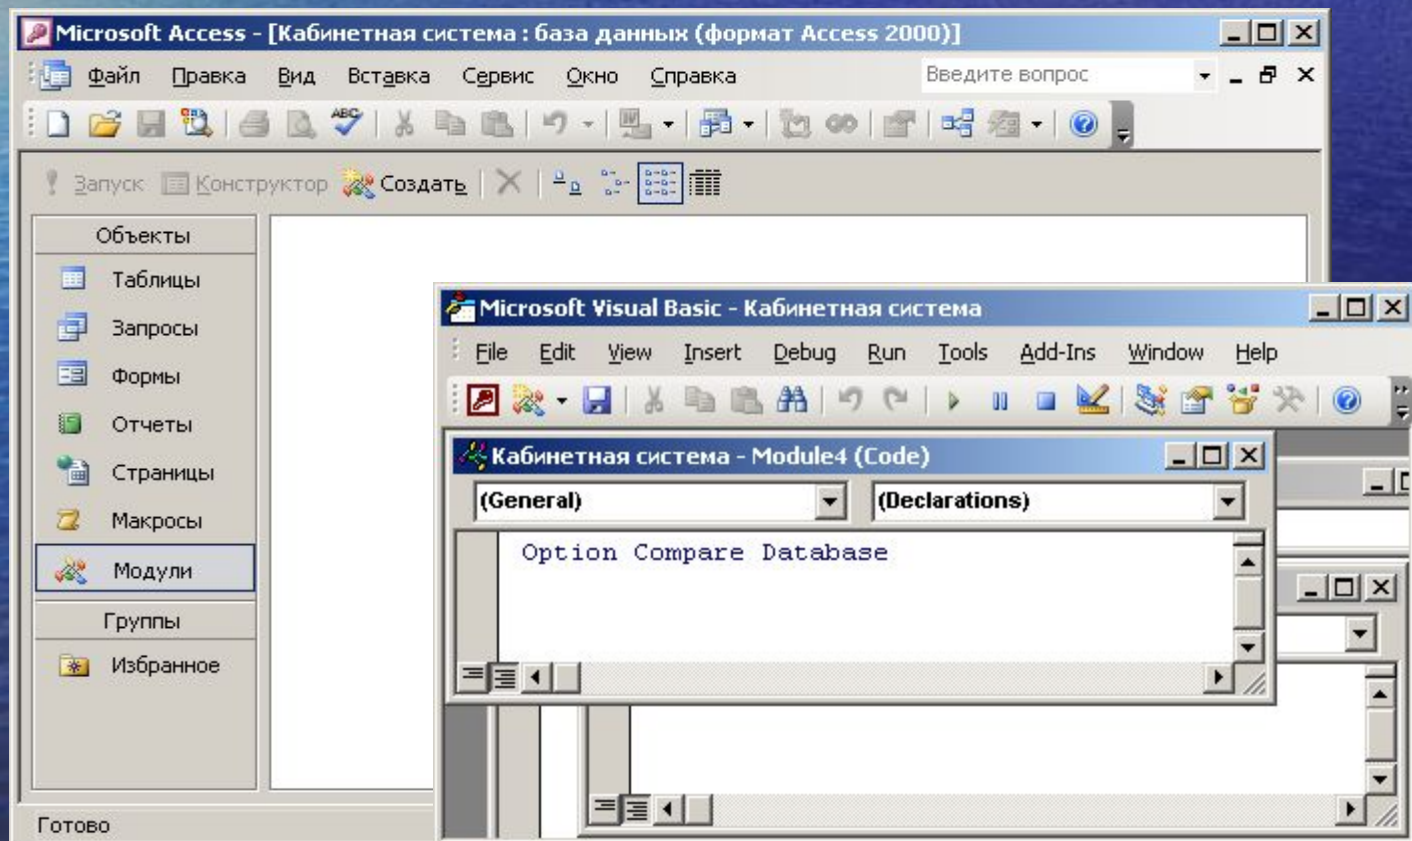 Microsoft Access - [Кабинетная система : база данных (формат Access 2000)]
Файл Правка Вид Вставка Сервис Окно Справка Введите вопрос
ABC
Запуск Конструктор Создать
Объекты
Таблицы
Запросы
Формы
Отчеты
Страницы
Макросы
Модули
Группы
Избранное
Готово
Microsoft Visual Basic - Кабинетная система
File Edit View Insert Debug Run Tools Add-Ins Window Help
Кабинетная система - Module4 (Code)
(General) (Declarations)
Option Compare Database